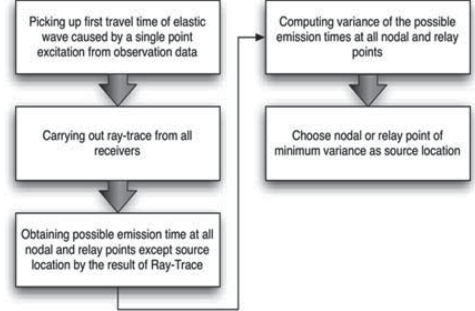 Picking up first travel time of elastic
wave caused by a single point
excitation from observation data
Carrying out ray-trace from all
receivers
Obtaining possible emission time at all
nodal and relay points except source
location by the result of Ray-Trace
Computing variance of the possible
emission times at all nodal and relay
points
Choose nodal or relay point of
minimum variance as source location